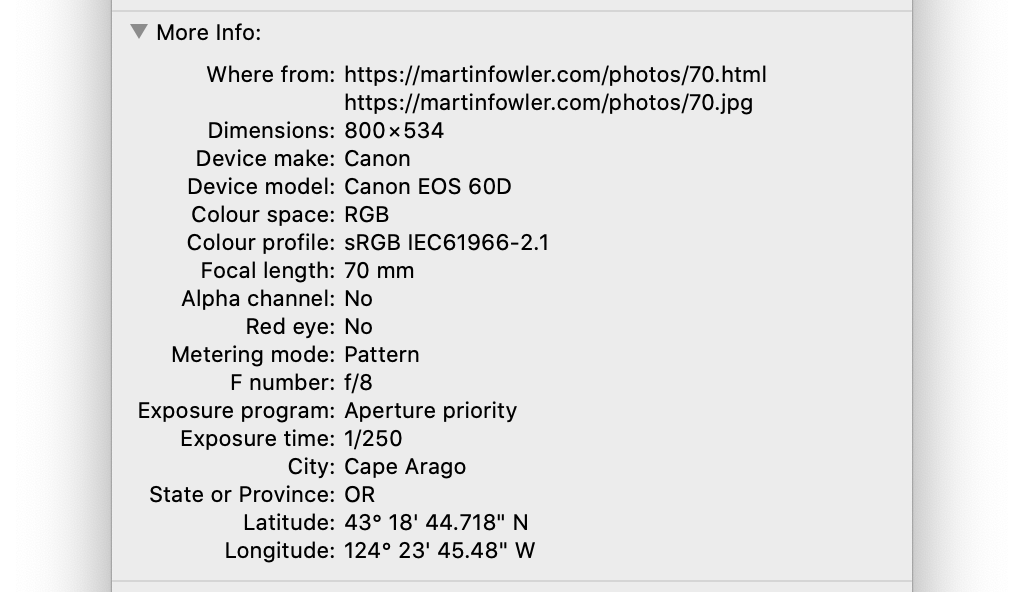 More Info:
Where from: https://martinfowler.com/photos/70.html
https://martinfowler.com/photos/70.jpg
Dimensions: 800×534
Device make: Canon
Device model: Canon EOS 60D
Colour space: RGB
Colour profile: sRGB IEC61966-2.1
Focal length: 70 mm
Alpha channel: No
Red eye: No
Metering mode: Pattern
F number: f/8
Exposure program: Aperture priority
Exposure time: 1/250
City: Cape Arago
State or Province: OR
Latitude: 43° 18' 44.718" N
Longitude: 124° 23' 45.48" W